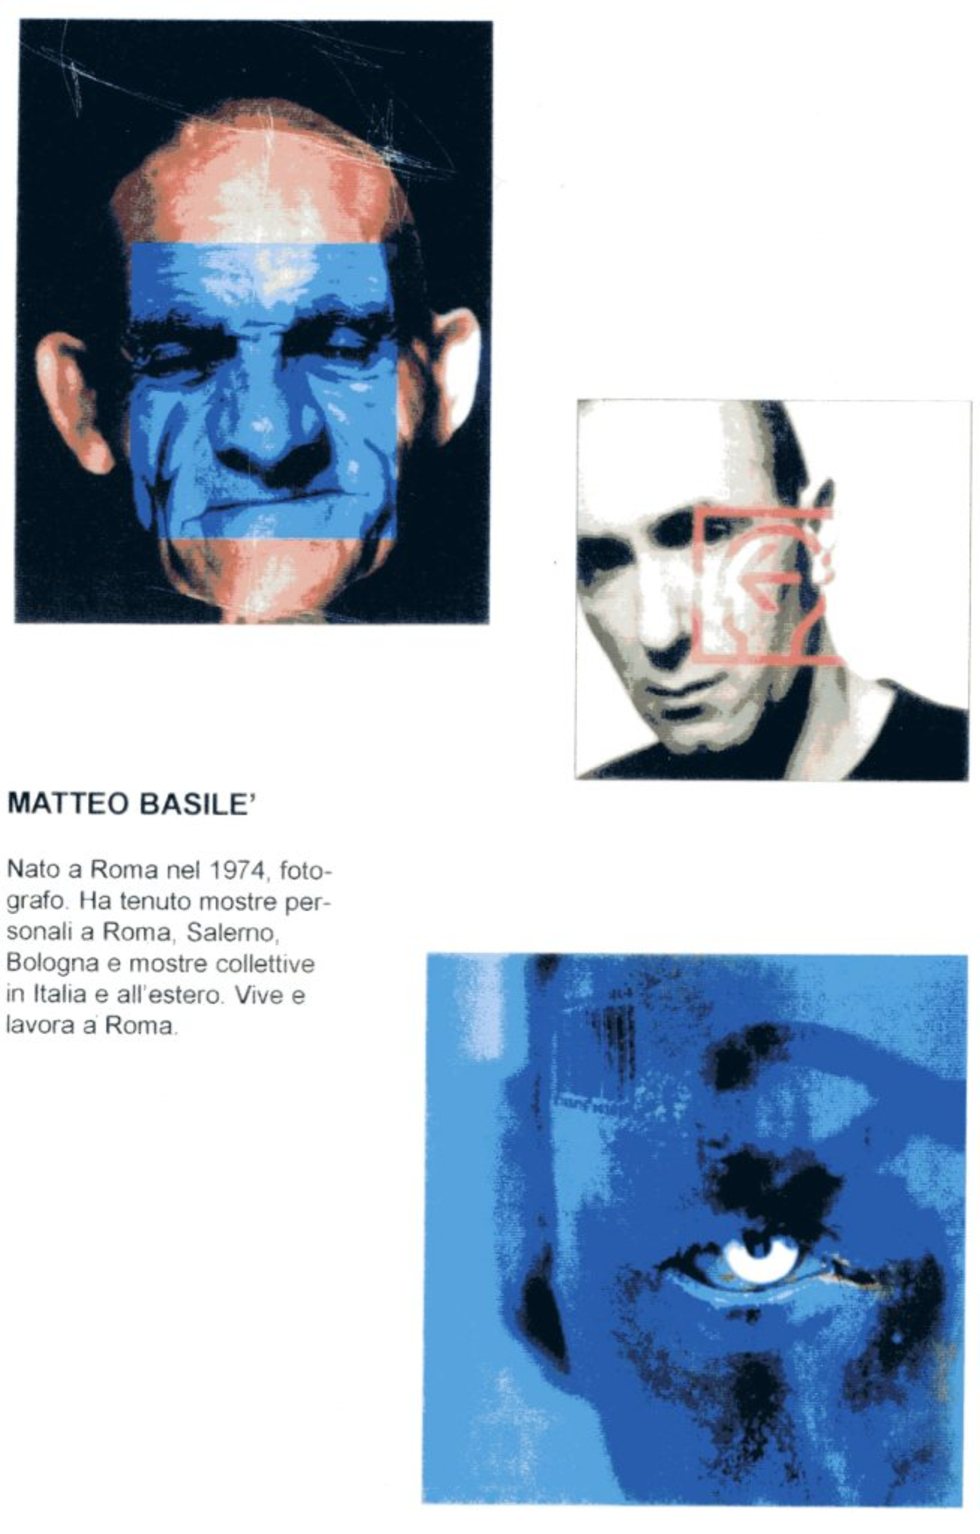 MATTEO BASILE'
Nato a Roma nel 1974, foto-
grafo. Ha tenuto mostre per-
sonali a Roma, Salerno,
Bologna e mostre collettive
in Italia e all'estero. Vive e
lavora a Roma.